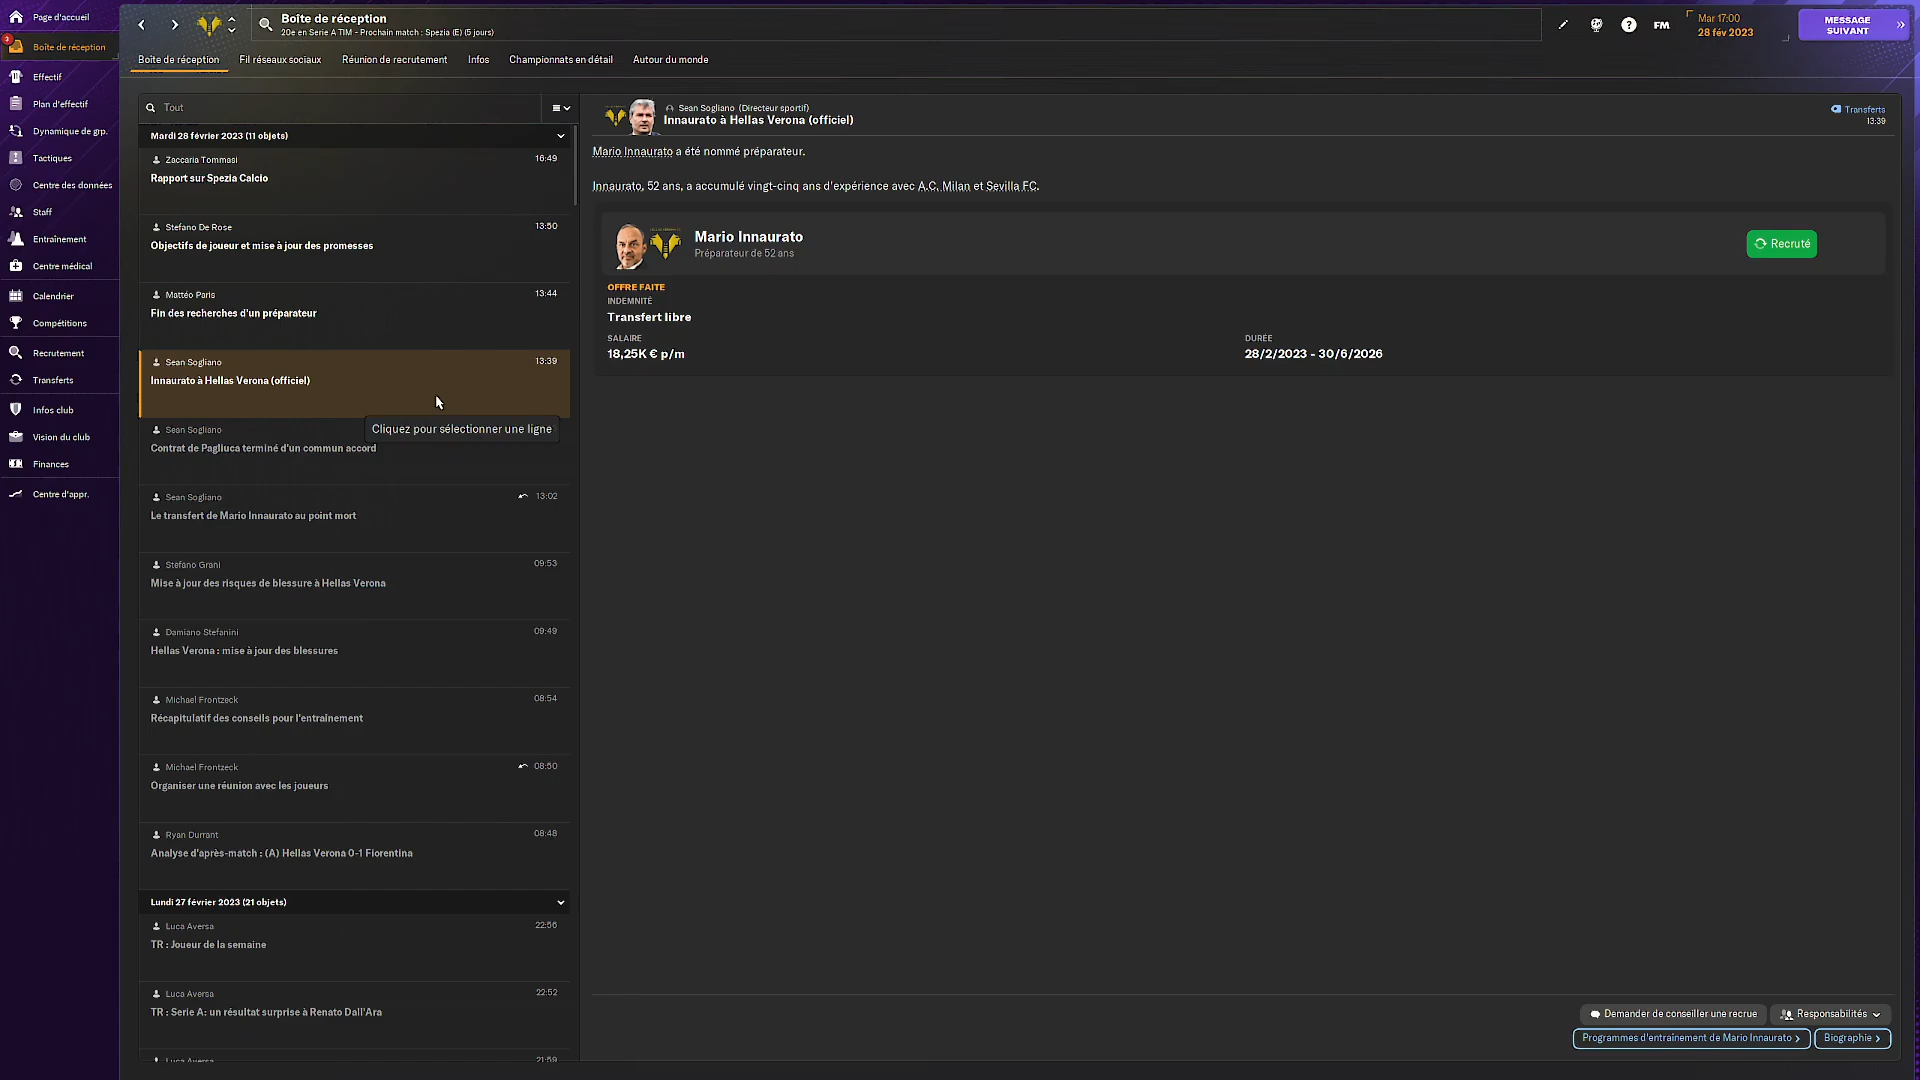 Page d'accueil
3
Boîte de réception
Effectif
Plan d'effectif
Dynamique de grp.
Tactiques
Centre des données
Staff
Entraînement
Centre médical
Calendrier
Compétitions
Recrutement
Transferts
Infos club
Vision du club
Finances
Centre d'appr.
Boîte de réception
20e en Serie A TIM - Prochain match : Spezia (E) (5 jours)
FM
Mar 17:00
28 fév 2023
MESSAGE
SUIVANT
Boîte de réception
Fil réseaux sociaux
Réunion de recrutement
Infos
Championnats en détail
Autour du monde
Tout
Mardi 28 février 2023 (11 objets)
Zaccaria Tommasi
16:49
Rapport sur Spezia Calcio
Stefano De Rose
13:50
Objectifs de joueur et mise à jour des promesses
Mattéo Paris
13:44
Fin des recherches d'un préparateur
Sean Sogliano
13:39
Innaurato à Hellas Verona (officiel)
Cliquez pour sélectionner une ligne
Sean Sogliano
Contrat de Pagliuca terminé d'un commun accord
Sean Sogliano
13:02
Le transfert de Mario Innaurato au point mort
Stefano Grani
09:53
Mise à jour des risques de blessure à Hellas Verona
Damiano Stefanini
09:49
Hellas Verona : mise à jour des blessures
Michael Frontzeck
08:54
Récapitulatif des conseils pour l'entraînement
Michael Frontzeck
08:50
Organiser une réunion avec les joueurs
Ryan Durrant
08:48
Analyse d'après-match : (A) Hellas Verona 0-1 Fiorentina
Lundi 27 février 2023 (21 objets)
Luca Aversa
22:56
TR : Joueur de la semaine
Luca Aversa
22:52
TR : Serie A: un résultat surprise à Renato Dall'Ara
Luca Aversa
21:59
Sean Sogliano (Directeur sportif)
Innaurato à Hellas Verona (officiel)
Transferts
13:39
Mario Innaurato a été nommé préparateur.
Innaurato, 52 ans, a accumulé vingt-cinq ans d'expérience avec A.C. Milan et Sevilla FC.
Mario Innaurato
Préparateur de 52 ans
Recruté
OFFRE FAITE
INDEMNITÉ
Transfert libre
SALAIRE
18,25K € p/m
DURÉE
28/2/2023 - 30/6/2026
Demander de conseiller une recrue
Responsabilités
Programmes d'entraînement de Mario Innaurato
Biographie